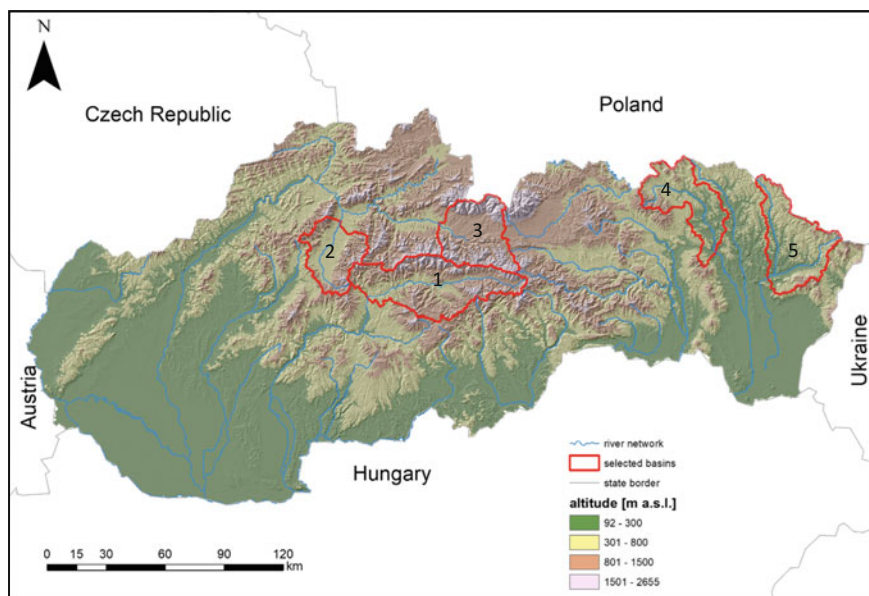 N
Czech Republic
Poland
4
3
2
5
1
Austria
Ukraine
Hungary
river network
selected basins
state border
altitude [m a.s.l.]
92 - 300
301 - 800
801 - 1500
1501 - 2655
0 15 30 60 90 120
km